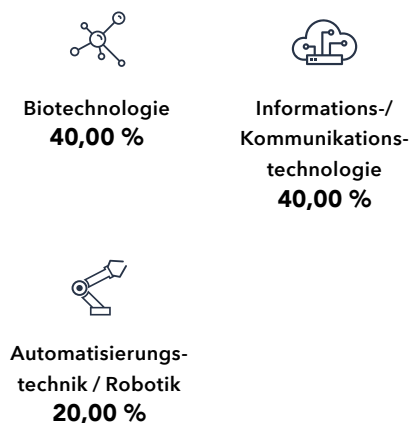 Biotechnologie
40,00 %
Informations-/
Kommunikations-
technologie
40,00 %
Automatisierungs-
technik / Robotik
20,00 %